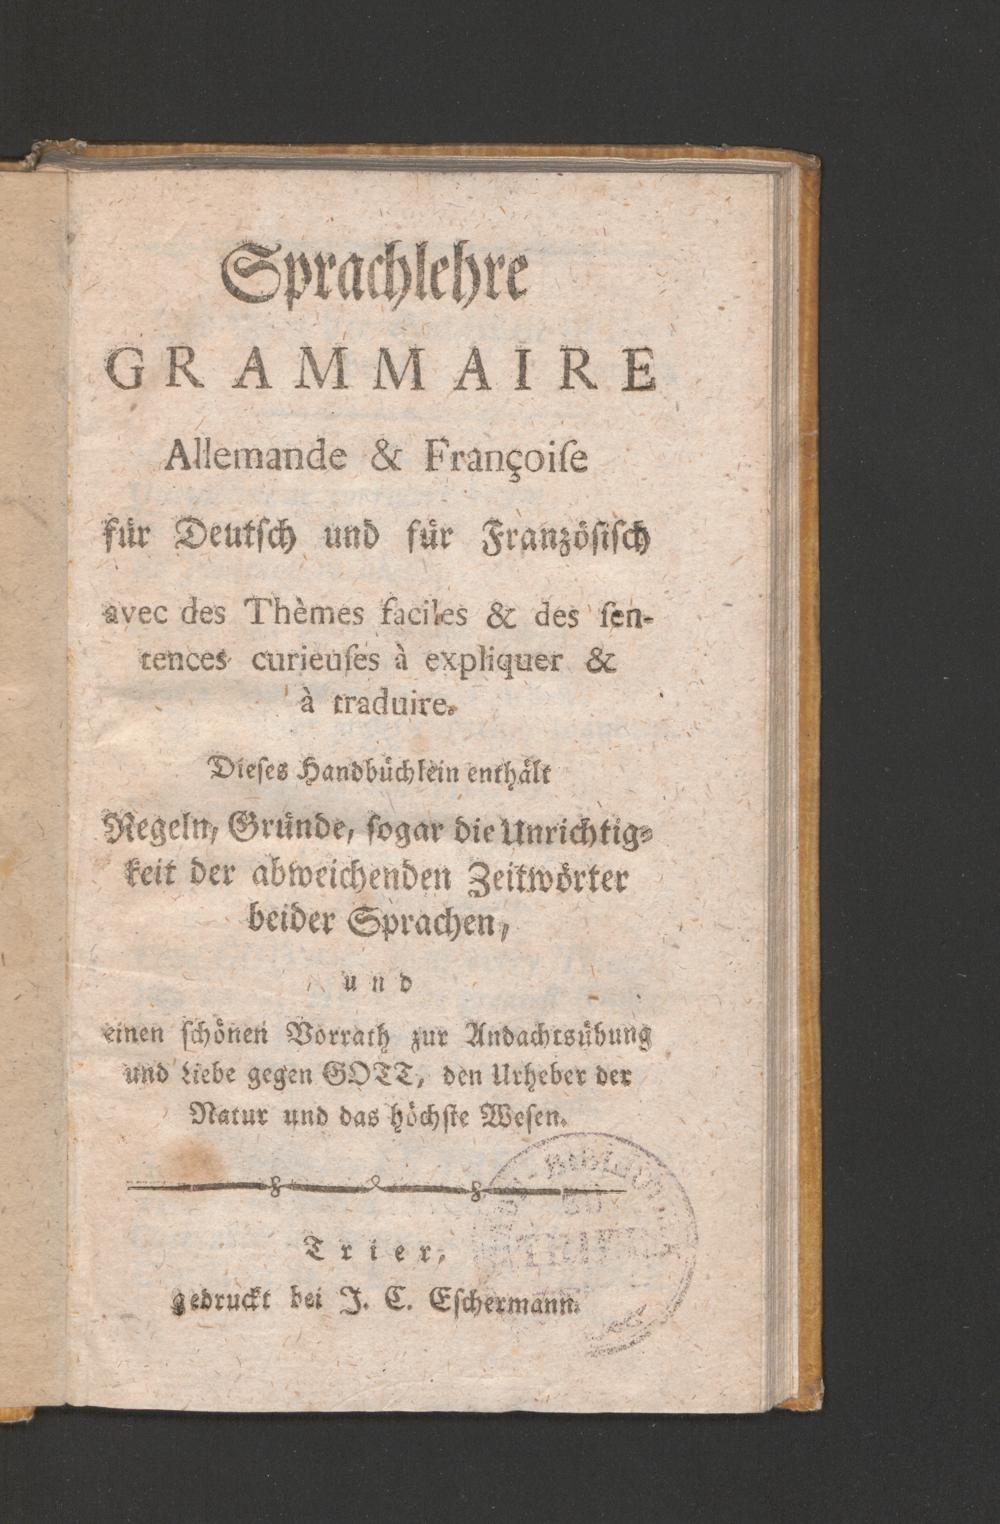 Sprachlehre
GRAMMAIRE
Allemande & Françoiſe
für Deutſch und für Französiſch
avec des Thèmes faciles & des ſen-
tences curieuſes à expliquer &
à traduire.
Dieſes Handbüchlein enthält
Regeln, Gründe, ſogar die Unrichtig-
keit der abweichenden Zeitwörter
beider Sprachen,
und
einen ſchönen Vorrath zur Andachtsübung
und Liebe gegen GOTT, den Urheber der
Natur und das höchſte Weſen.
Trier,
gedruckt bei J. C. Eſchermann.
TRIER